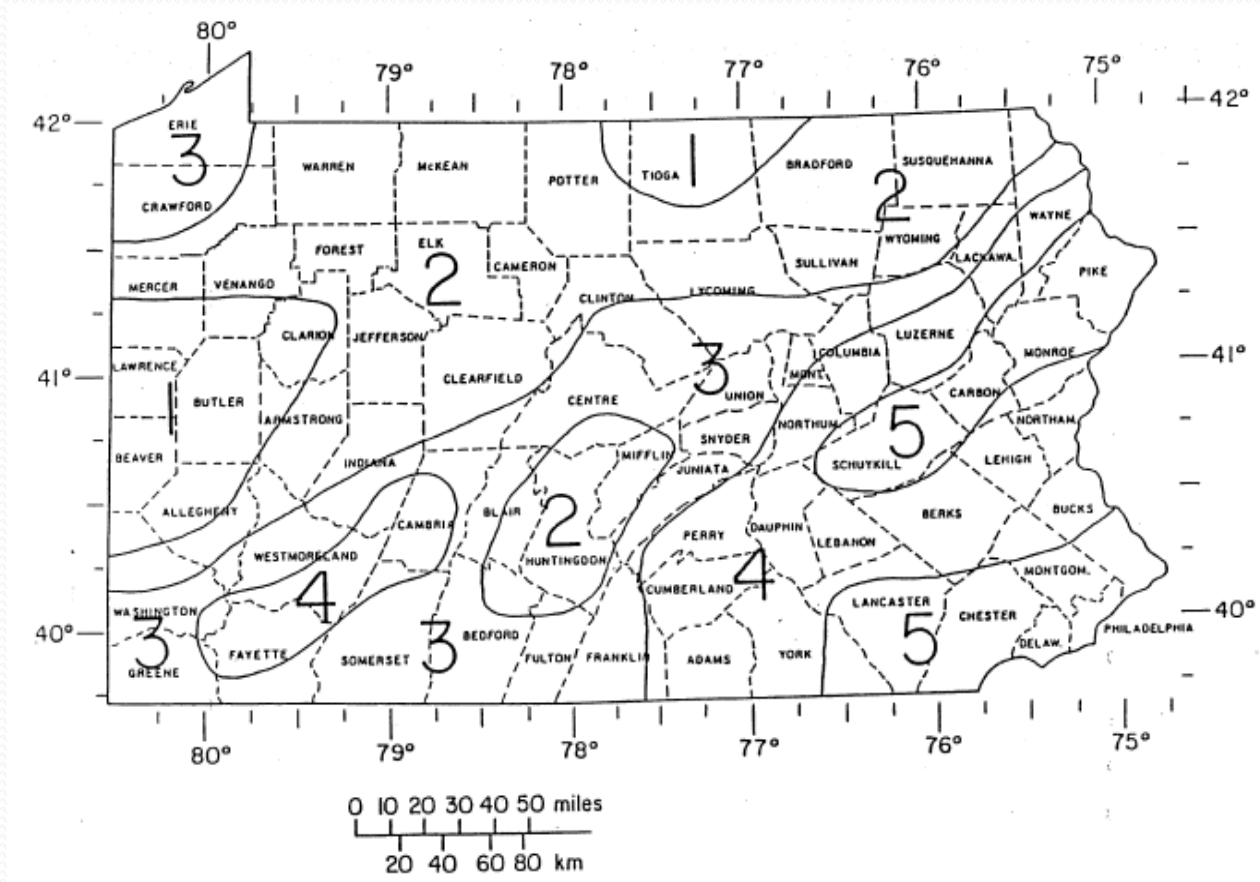 80°
79° 78° 77° 76° 75°
42° 42°
ERIE
3
WARREN McKEAN POTTER TIOGA 1 BRADFORD SUSQUEHANNA
2
CRAWFORD WAYNE
FOREST ELK CAMERON SULLIVAN WYOMING LACKAWA. PIKE
2
MERCER VENANGO CLINTON LYCOMING
CLARION JEFFERSON LUZERNE
41° 41°
LAWRENCE CLEARFIELD 3 COLUMBIA MONROE
MONT.
1 BUTLER CENTRE UNION CARBON
ARMSTRONG NORTHUM. 5 NORTHAM.
BEAVER INDIANA MIFFLIN SNYDER SCHUYKILL LEHIGH
JUNIATA
ALLEGHENY CAMBRIA BLAIR 2 BERKS BUCKS
WESTMORELAND HUNTINGDON PERRY DAUPHIN LEBANON
4 CUMBERLAND 4 MONTGOM.
WASHINGTON LANCASTER CHESTER
40° 40°
3 3 BEDFORD 5 PHILADELPHIA
GREENE FAYETTE SOMERSET FULTON FRANKLIN ADAMS YORK DELAW.
80° 79° 78° 77° 76° 75°
0 10 20 30 40 50 miles
20 40 60 80 km